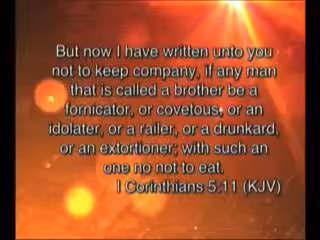 But now I have written unto you
not to keep company, if any man
that is called a brother be a
fornicator, or covetous, or an
idolater, or a railer, or a drunkard,
or an extortioner; with such an
one no not to eat.
I Corinthians 5:11 (KJV)